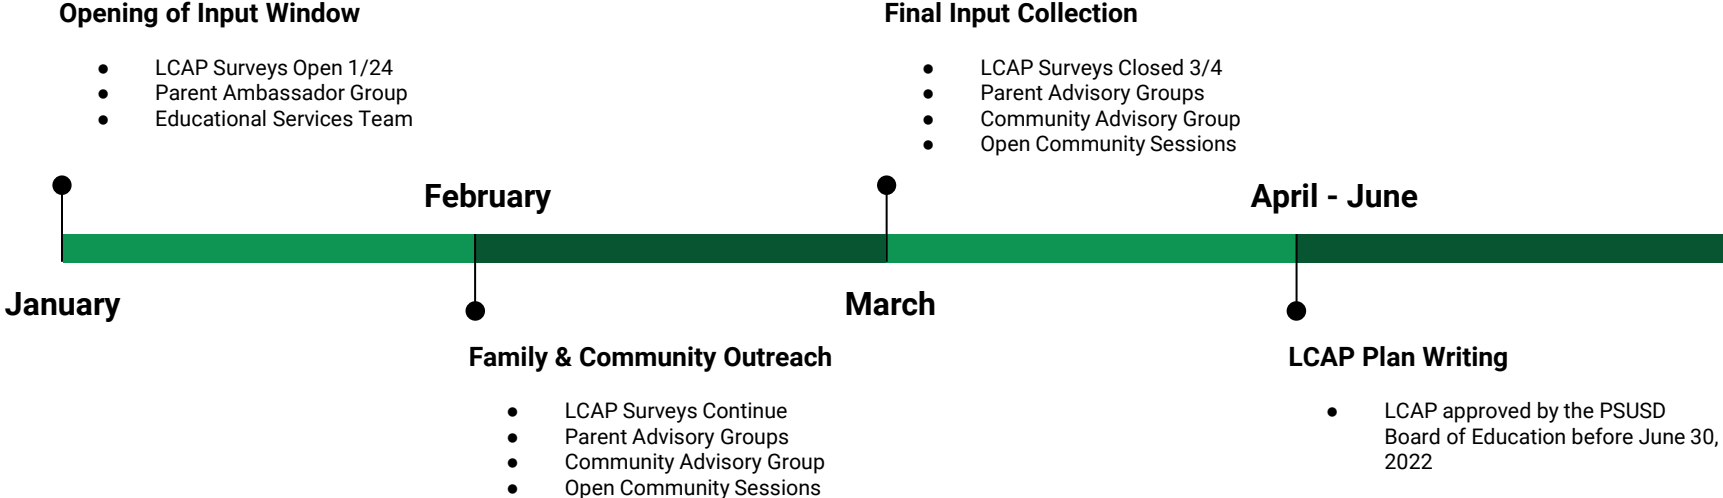 Opening of Input Window
● LCAP Surveys Open 1/24
● Parent Ambassador Group
● Educational Services Team
Final Input Collection
● LCAP Surveys Closed 3/4
● Parent Advisory Groups
● Community Advisory Group
● Open Community Sessions
February
April - June
January
March
Family & Community Outreach
● LCAP Surveys Continue
● Parent Advisory Groups
● Community Advisory Group
● Open Community Sessions
LCAP Plan Writing
● LCAP approved by the PSUSD
Board of Education before June 30,
2022